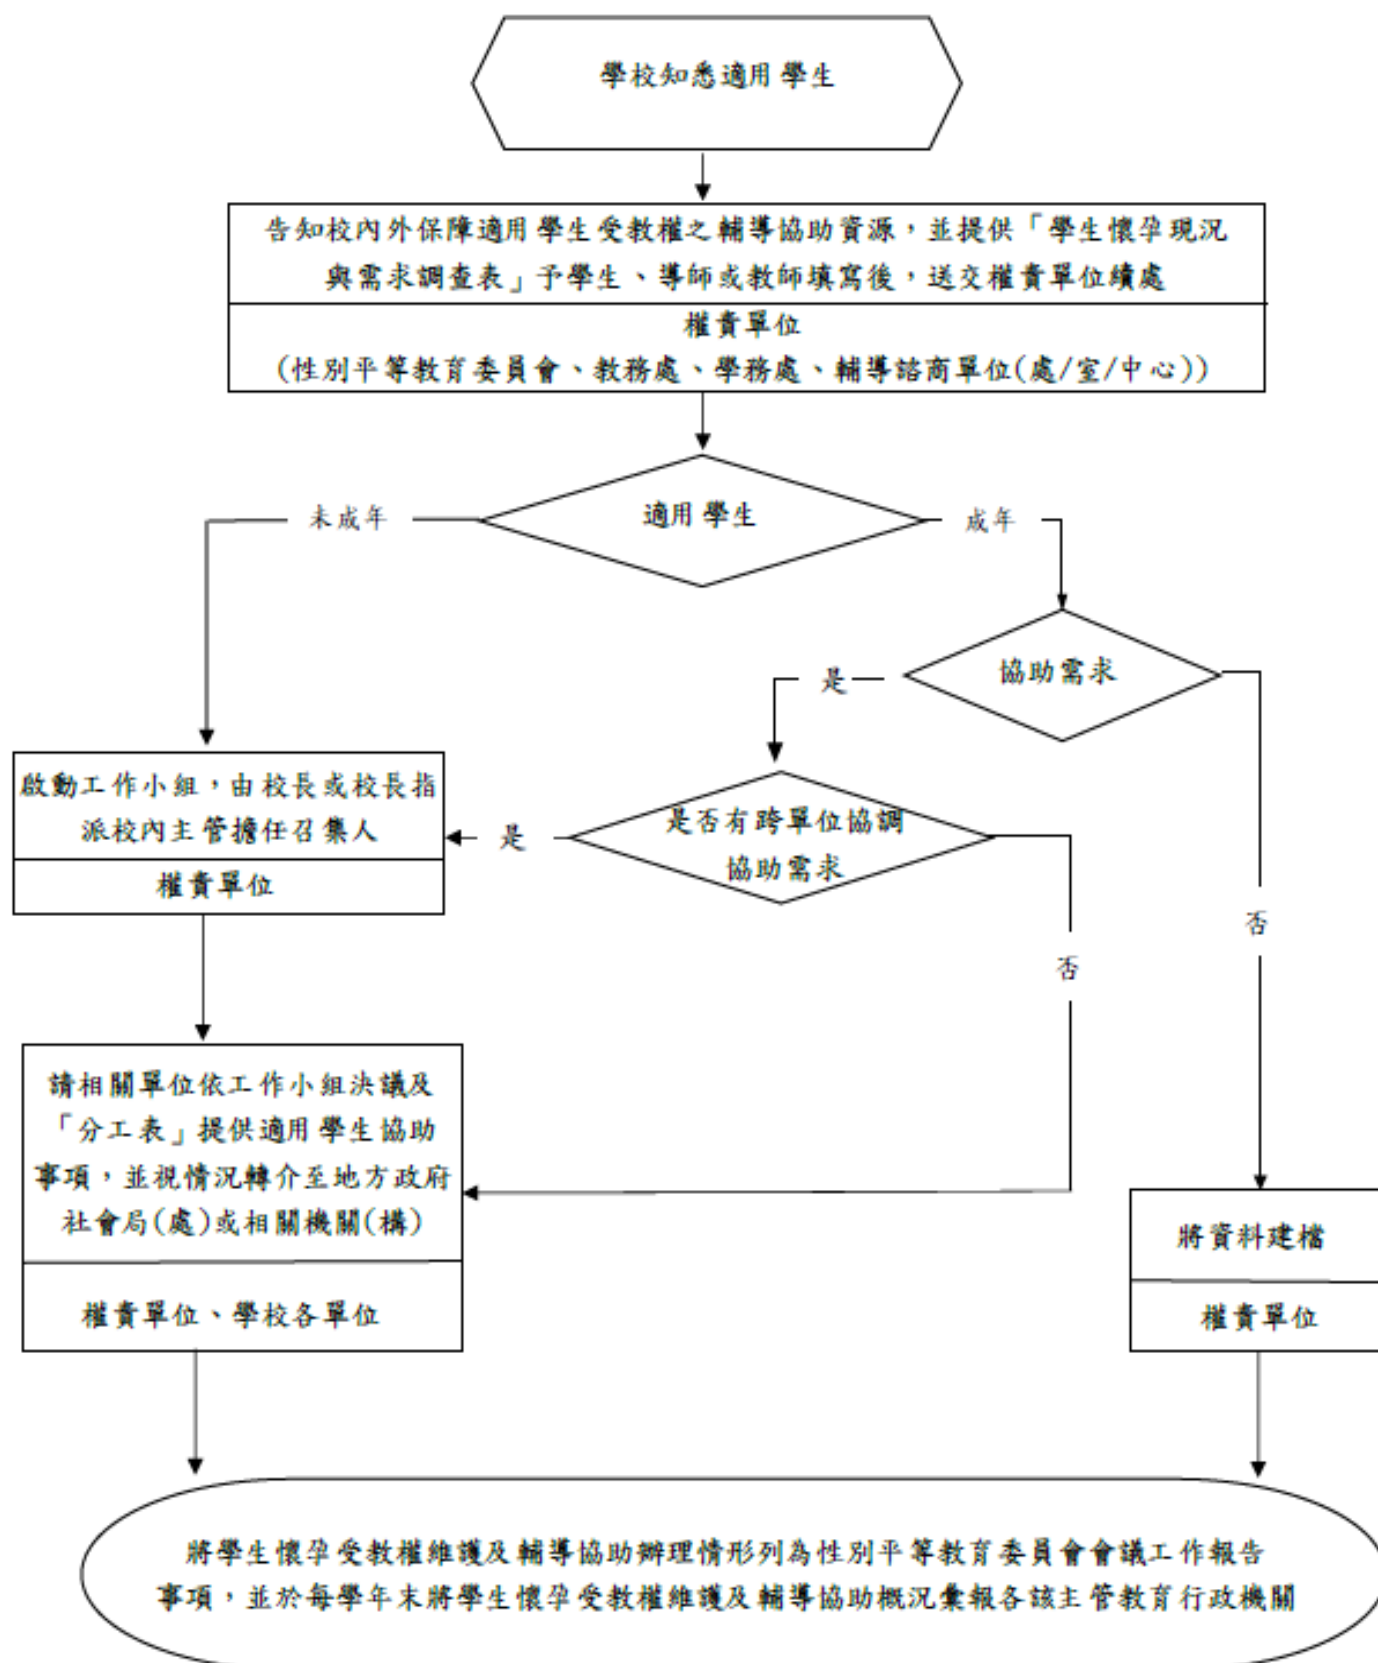 學校知悉適用學生
告知校內外保障適用學生受教權之輔導協助資源，並提供「學生懷孕現況
與需求調查表」予學生、導師或教師填寫後，送交權責單位續處
權責單位
(性別平等教育委員會、教務處、學務處、輔導諮商單位(處/室/中心))
適用學生
未成年
成年
協助需求
是
是否有跨單位協調
協助需求
是
啟動工作小組，由校長或校長指
派校內主管擔任召集人
權責單位
否
否
請相關單位依工作小組決議及
「分工表」提供適用學生協助
事項，並視情況轉介至地方政府
社會局(處)或相關機關(構)
權責單位、學校各單位
將資料建檔
權責單位
將學生懷孕受教權維護及輔導協助辦理情形列為性別平等教育委員會會議工作報告
事項，並於每學年末將學生懷孕受教權維護及輔導協助概況彙報各該主管教育行政機關